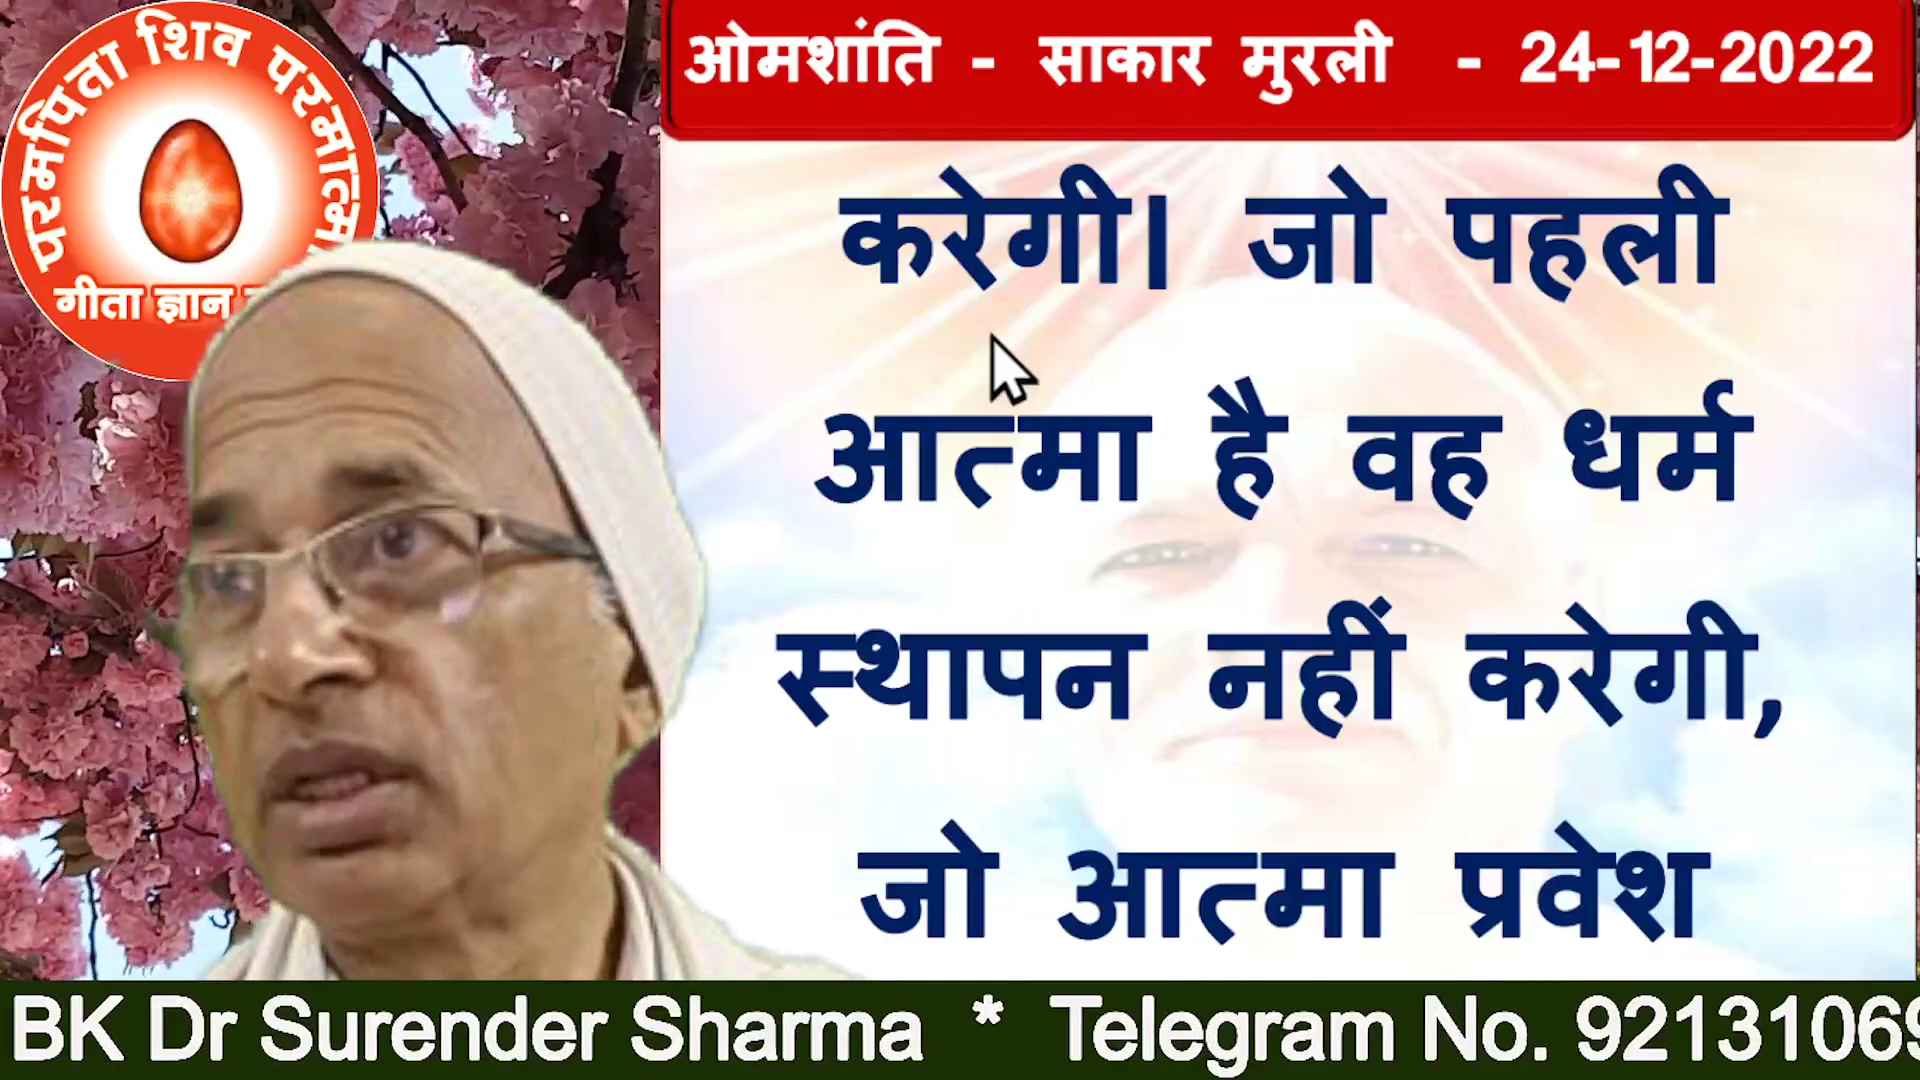 परमपिता शिव परमात्मा
गीता ज्ञान
ओमशांति - साकार मुरली - 24-12-2022
करेगी। जो पहली
आत्मा है वह धर्म
स्थापन नहीं करेगी,
जो आत्मा प्रवेश
BK Dr Surender Sharma * Telegram No. 92131069